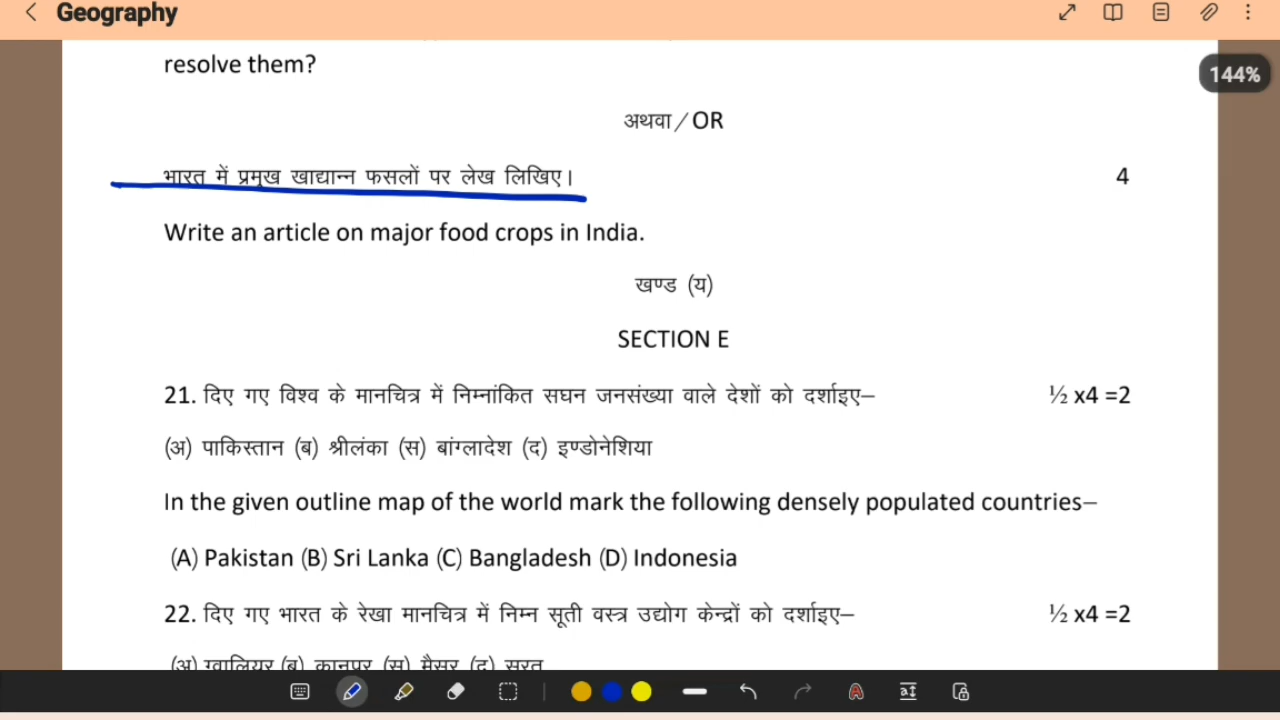 Geography
resolve them?
144%
अथवा/OR
भारत में प्रमुख खाद्यान्न फसलों पर लेख लिखिए। 4
Write an article on major food crops in India.
खण्ड (य)
SECTION E
21. दिए गए विश्व के मानचित्र में निम्नांकित सघन जनसंख्या वाले देशों को दर्शाइए– ½ x4 =2
(अ) पाकिस्तान (ब) श्रीलंका (स) बांग्लादेश (द) इण्डोनेशिया
In the given outline map of the world mark the following densely populated countries–
(A) Pakistan (B) Sri Lanka (C) Bangladesh (D) Indonesia
22. दिए गए भारत के रेखा मानचित्र में निम्न सूती वस्त्र उद्योग केन्द्रों को दर्शाइए– ½ x4 =2
(अ) ग्वालियर (ब) कानपुर (स) मैसूर (द) सूरत